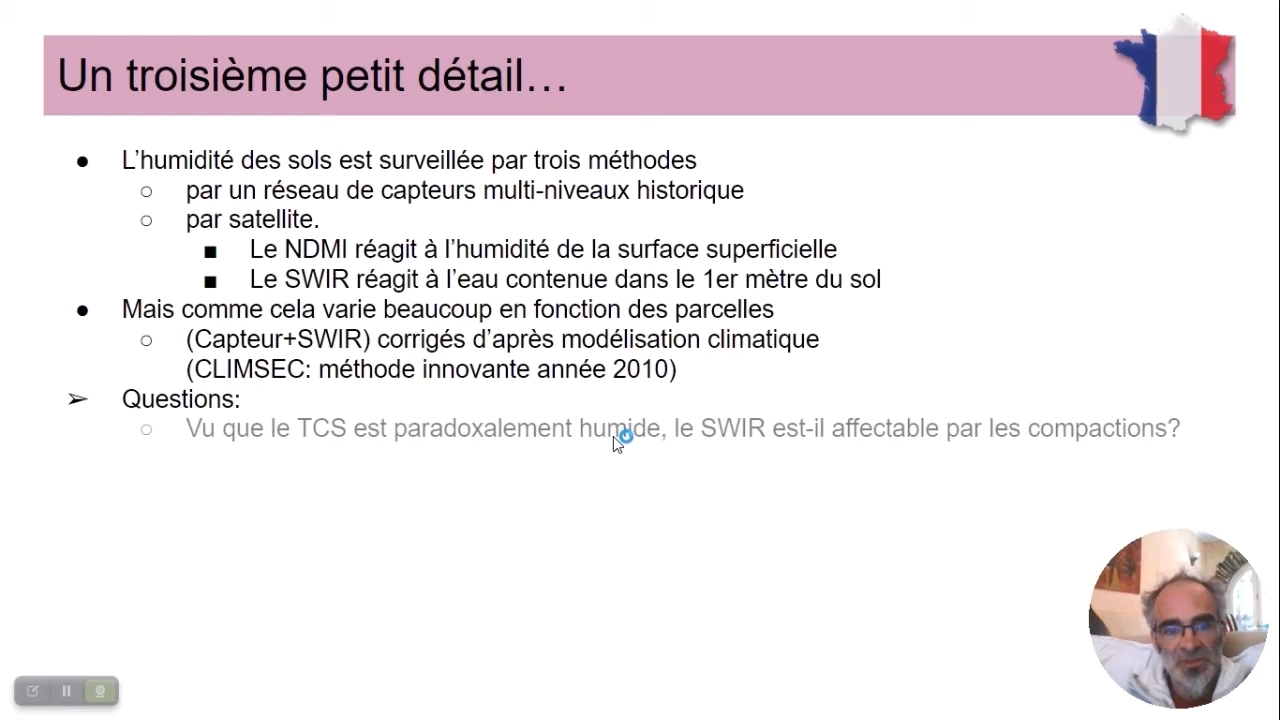 Un troisième petit détail…
● L’humidité des sols est surveillée par trois méthodes
○ par un réseau de capteurs multi-niveaux historique
○ par satellite.
■ Le NDMI réagit à l’humidité de la surface superficielle
■ Le SWIR réagit à l’eau contenue dans le 1er mètre du sol
● Mais comme cela varie beaucoup en fonction des parcelles
○ (Capteur+SWIR) corrigés d’après modélisation climatique
(CLIMSEC: méthode innovante année 2010)
➢ Questions:
○ Vu que le TCS est paradoxalement humide, le SWIR est-il affectable par les compactions?